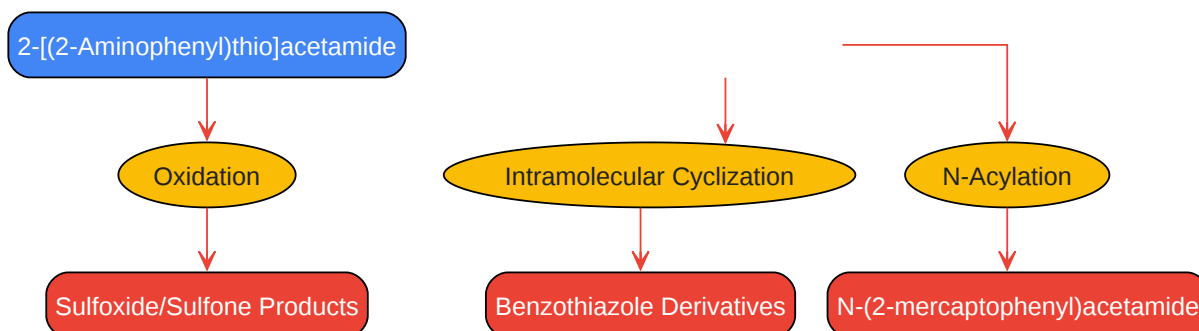 2-[(2-Aminophenyl)thio]acetamide
Oxidation
Intramolecular Cyclization
N-Acylation
Sulfoxide/Sulfone Products
Benzothiazole Derivatives
N-(2-mercaptophenyl)acetamide